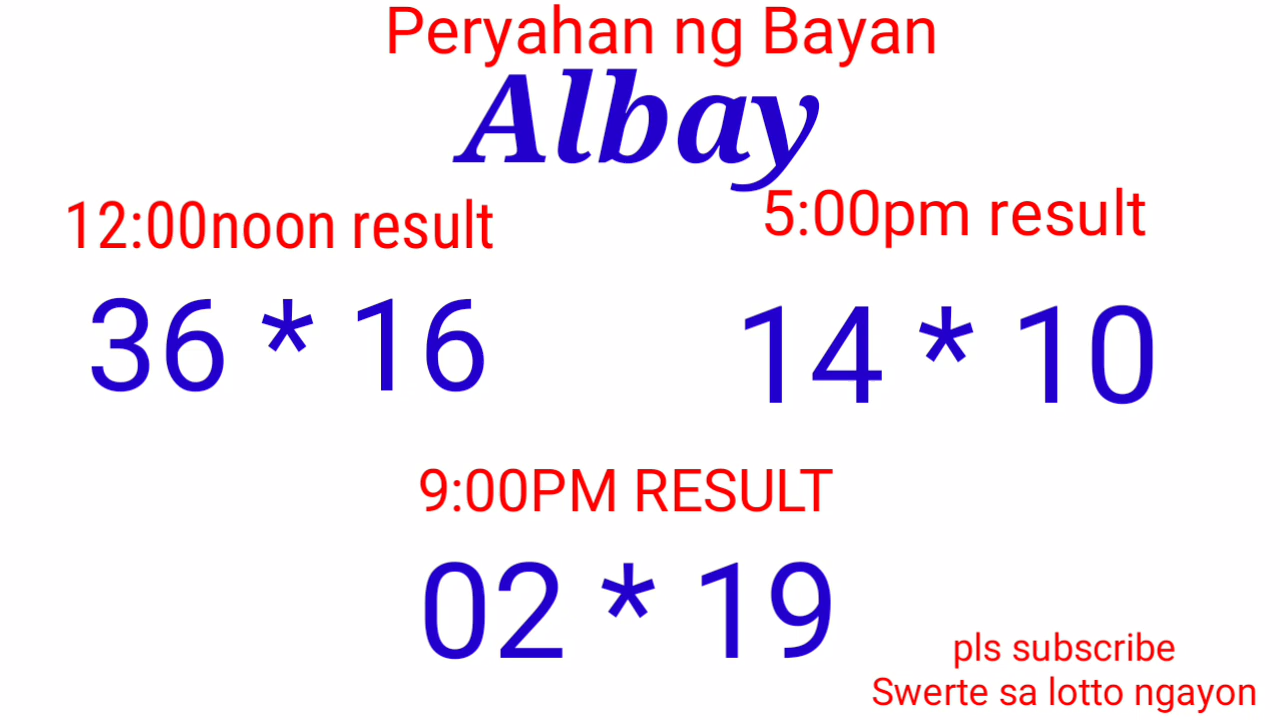 Peryahan ng Bayan
Albay
12:00noon result
5:00pm result
36 * 16
14 * 10
9:00PM RESULT
02 * 19
pls subscribe
Swerte sa lotto ngayon